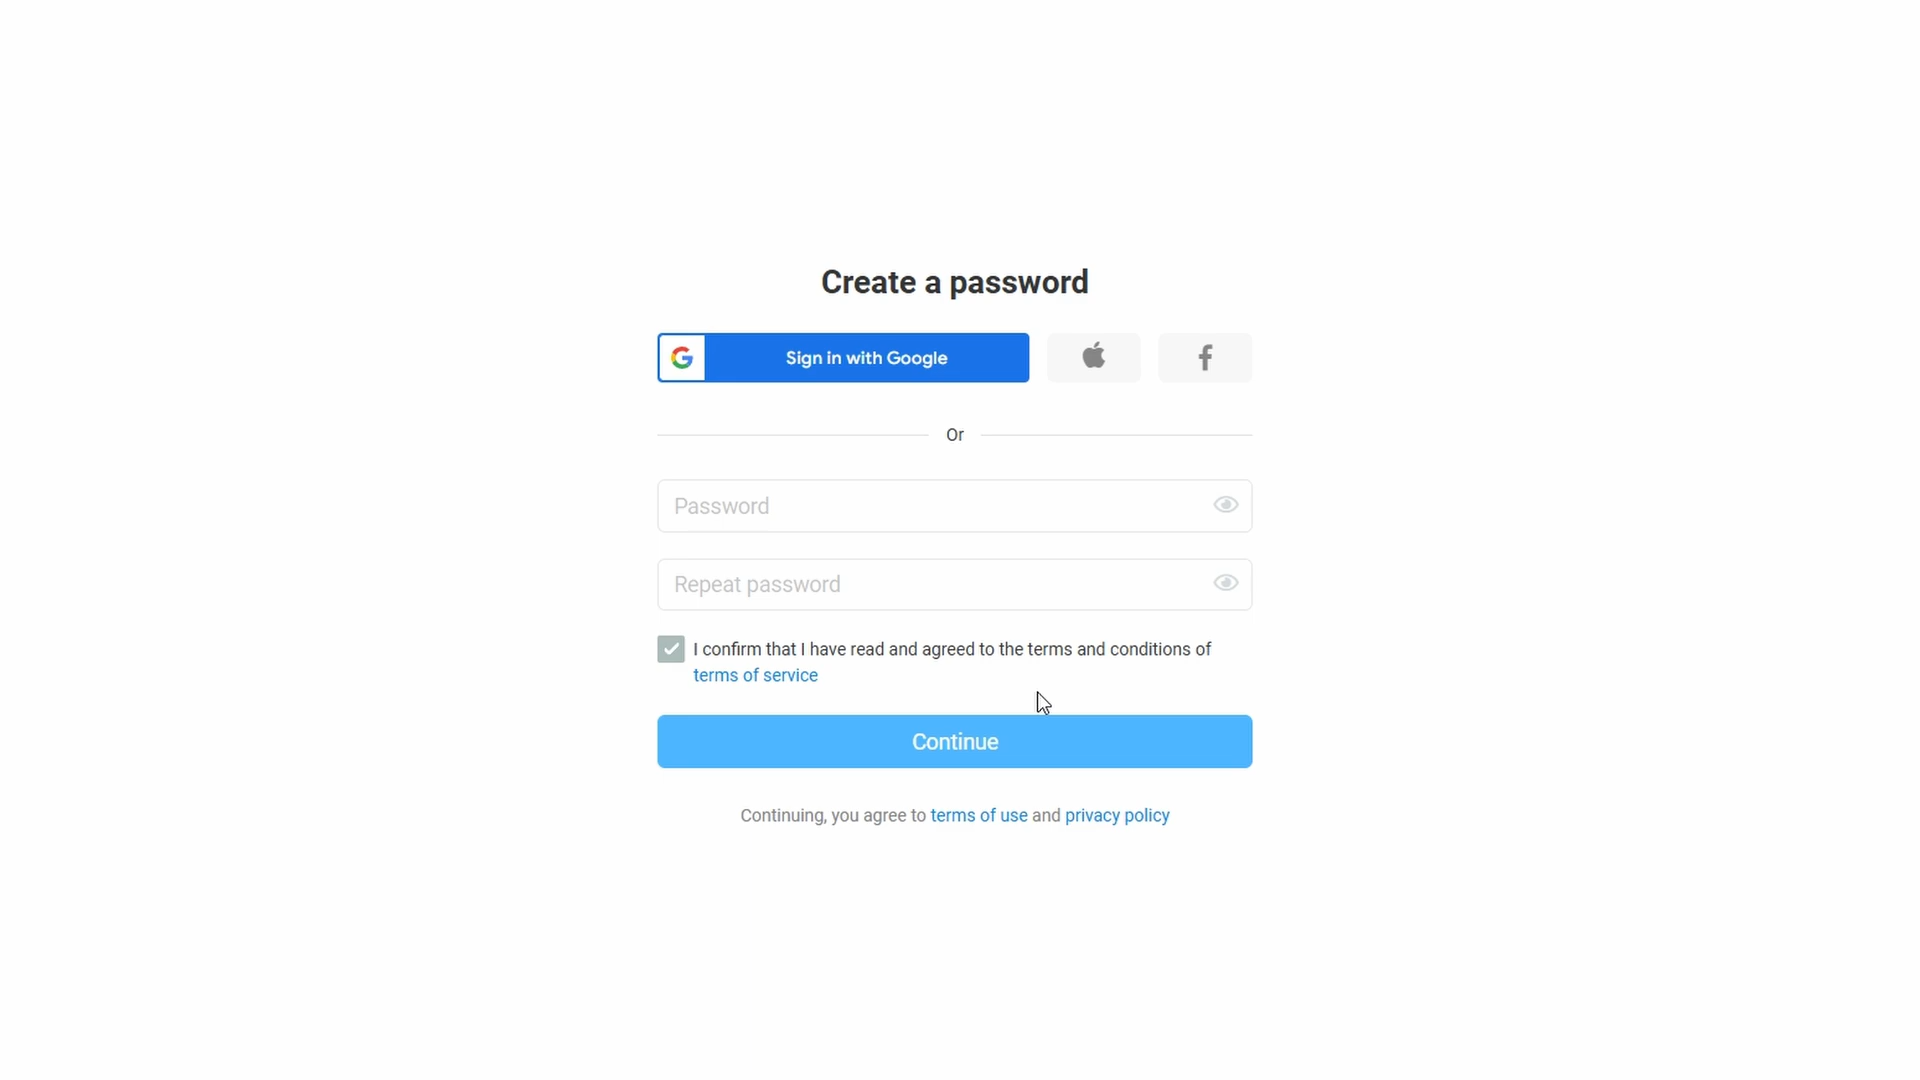 Create a password
Sign in with Google
Or
Password
Repeat password
I confirm that I have read and agreed to the terms and conditions of
terms of service
Continue
Continuing, you agree to terms of use and privacy policy